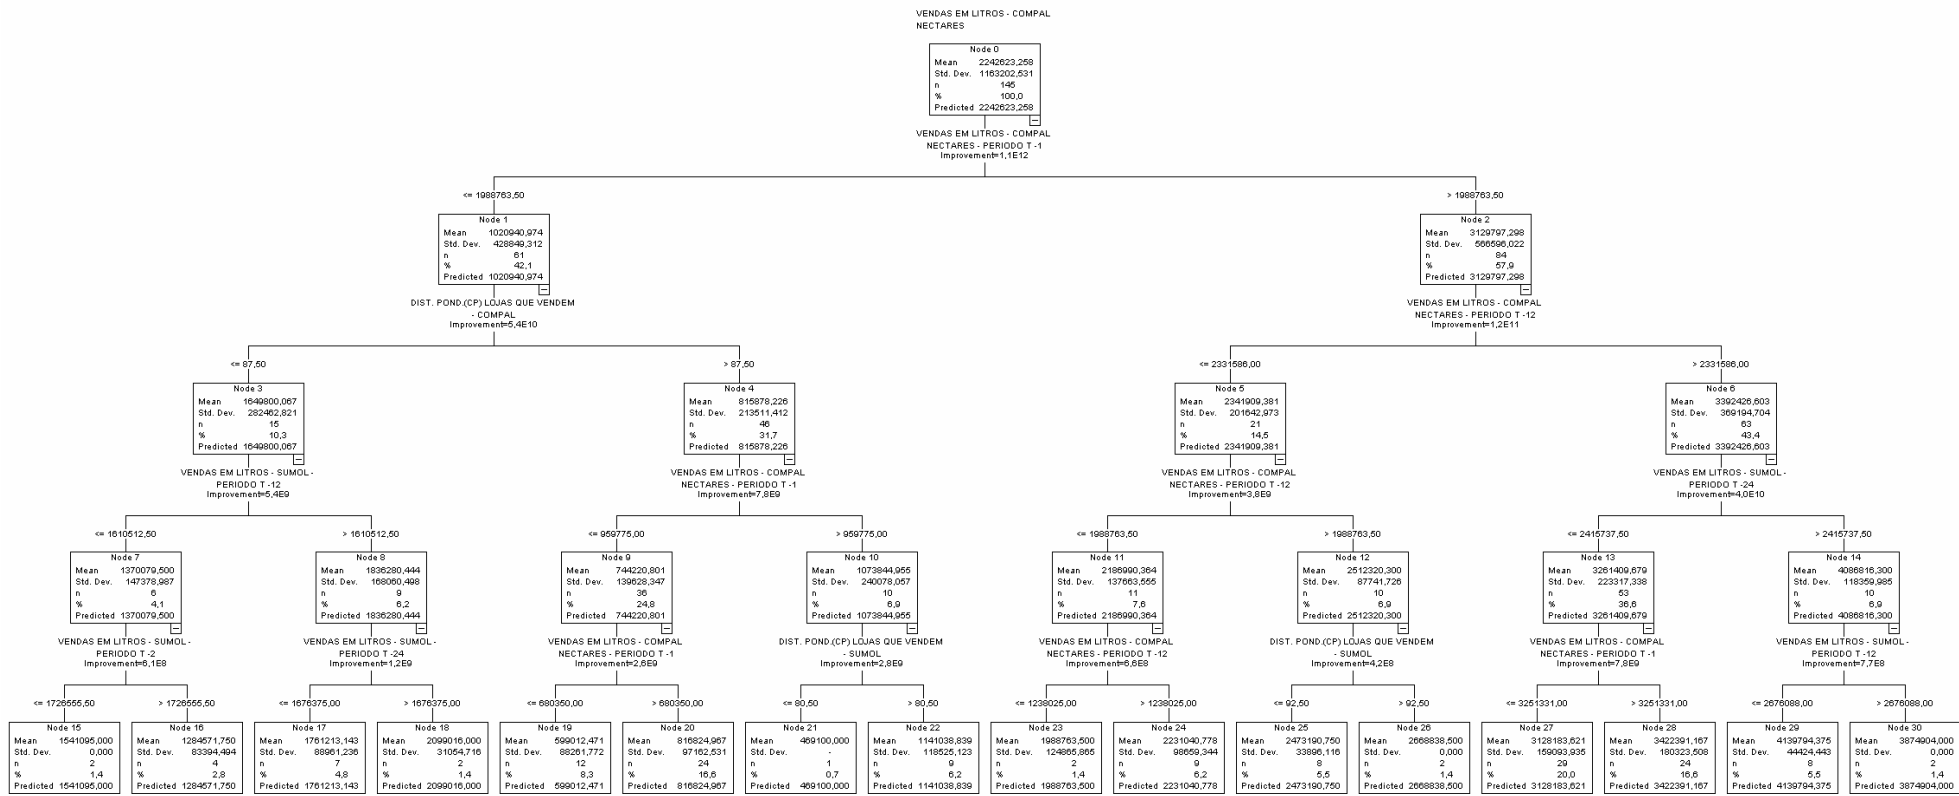 VENDAS EM LITROS - COMPAL
NECTARES
Node 0
Mean 2242623,258
Std. Dev. 1163202,531
n 145
% 100,0
Predicted 2242623,258
VENDAS EM LITROS - COMPAL
NECTARES - PERIODO T -1
Improvement=1,1E12
<= 1988763,50
> 1988763,50
Node 1
Mean 1020940,974
Std. Dev. 428849,312
n 61
% 42,1
Predicted 1020940,974
DIST. POND.(CP) LOJAS QUE VENDEM
- COMPAL
Improvement=5,4E10
Node 2
Mean 3129797,298
Std. Dev. 566596,022
n 84
% 57,9
Predicted 3129797,298
VENDAS EM LITROS - COMPAL
NECTARES - PERIODO T -12
Improvement=1,2E11
<= 87,50
> 87,50
<= 2331586,00
> 2331586,00
Node 3
Mean 1649800,067
Std. Dev. 282462,821
n 15
% 10,3
Predicted 1649800,067
VENDAS EM LITROS - SUMOL -
PERIODO T -12
Improvement=5,4E9
Node 4
Mean 815878,226
Std. Dev. 213511,412
n 46
% 31,7
Predicted 815878,226
VENDAS EM LITROS - COMPAL
NECTARES - PERIODO T -1
Improvement=7,8E9
Node 5
Mean 2341909,381
Std. Dev. 201642,973
n 21
% 14,5
Predicted 2341909,381
VENDAS EM LITROS - COMPAL
NECTARES - PERIODO T -12
Improvement=3,8E9
Node 6
Mean 3392426,603
Std. Dev. 369194,704
n 63
% 43,4
Predicted 3392426,603
VENDAS EM LITROS - SUMOL -
PERIODO T -24
Improvement=4,0E10
<= 1610512,50
> 1610512,50
<= 959775,00
> 959775,00
<= 1988763,50
> 1988763,50
<= 2415737,50
> 2415737,50
Node 7
Mean 1370079,500
Std. Dev. 147378,987
n 6
% 4,1
Predicted 1370079,500
VENDAS EM LITROS - SUMOL -
PERIODO T -2
Improvement=6,1E8
Node 8
Mean 1836280,444
Std. Dev. 168060,498
n 9
% 6,2
Predicted 1836280,444
VENDAS EM LITROS - SUMOL -
PERIODO T -24
Improvement=1,2E9
Node 9
Mean 744220,801
Std. Dev. 139628,347
n 36
% 24,8
Predicted 744220,801
VENDAS EM LITROS - COMPAL
NECTARES - PERIODO T -1
Improvement=2,6E9
Node 10
Mean 1073844,955
Std. Dev. 240078,057
n 10
% 6,9
Predicted 1073844,955
DIST. POND.(CP) LOJAS QUE VENDEM
- SUMOL
Improvement=2,8E9
Node 11
Mean 2186990,364
Std. Dev. 137663,555
n 11
% 7,6
Predicted 2186990,364
VENDAS EM LITROS - COMPAL
NECTARES - PERIODO T -12
Improvement=6,6E8
Node 12
Mean 2512320,300
Std. Dev. 87741,726
n 10
% 6,9
Predicted 2512320,300
DIST. POND.(CP) LOJAS QUE VENDEM
- SUMOL
Improvement=4,2E8
Node 13
Mean 3261409,679
Std. Dev. 223317,338
n 53
% 36,6
Predicted 3261409,679
VENDAS EM LITROS - COMPAL
NECTARES - PERIODO T -1
Improvement=7,8E9
Node 14
Mean 4086816,300
Std. Dev. 118359,985
n 10
% 6,9
Predicted 4086816,300
VENDAS EM LITROS - SUMOL -
PERIODO T -12
Improvement=7,7E8
<= 1726555,50
> 1726555,50
<= 1676375,00
> 1676375,00
<= 680350,00
> 680350,00
<= 80,50
> 80,50
<= 1238025,00
> 1238025,00
<= 92,50
> 92,50
<= 3251331,00
> 3251331,00
<= 2676088,00
> 2676088,00
Node 15
Mean 1541095,000
Std. Dev. 0,000
n 2
% 1,4
Predicted 1541095,000
Node 16
Mean 1284571,750
Std. Dev. 83394,494
n 4
% 2,8
Predicted 1284571,750
Node 17
Mean 1761213,143
Std. Dev. 88961,236
n 7
% 4,8
Predicted 1761213,143
Node 18
Mean 2099016,000
Std. Dev. 31054,716
n 2
% 1,4
Predicted 2099016,000
Node 19
Mean 599012,471
Std. Dev. 88261,772
n 12
% 8,3
Predicted 599012,471
Node 20
Mean 816824,967
Std. Dev. 97162,531
n 24
% 16,6
Predicted 816824,967
Node 21
Mean 469100,000
Std. Dev. .
n 1
% 0,7
Predicted 469100,000
Node 22
Mean 1141038,839
Std. Dev. 118525,123
n 9
% 6,2
Predicted 1141038,839
Node 23
Mean 1988763,500
Std. Dev. 124865,865
n 2
% 1,4
Predicted 1988763,500
Node 24
Mean 2231040,778
Std. Dev. 98659,344
n 9
% 6,2
Predicted 2231040,778
Node 25
Mean 2473190,750
Std. Dev. 33896,116
n 8
% 5,5
Predicted 2473190,750
Node 26
Mean 2668838,500
Std. Dev. 0,000
n 2
% 1,4
Predicted 2668838,500
Node 27
Mean 3128183,621
Std. Dev. 159093,935
n 29
% 20,0
Predicted 3128183,621
Node 28
Mean 3422391,167
Std. Dev. 180323,508
n 24
% 16,6
Predicted 3422391,167
Node 29
Mean 4139794,375
Std. Dev. 44424,443
n 8
% 5,5
Predicted 4139794,375
Node 30
Mean 3874904,000
Std. Dev. 0,000
n 2
% 1,4
Predicted 3874904,000